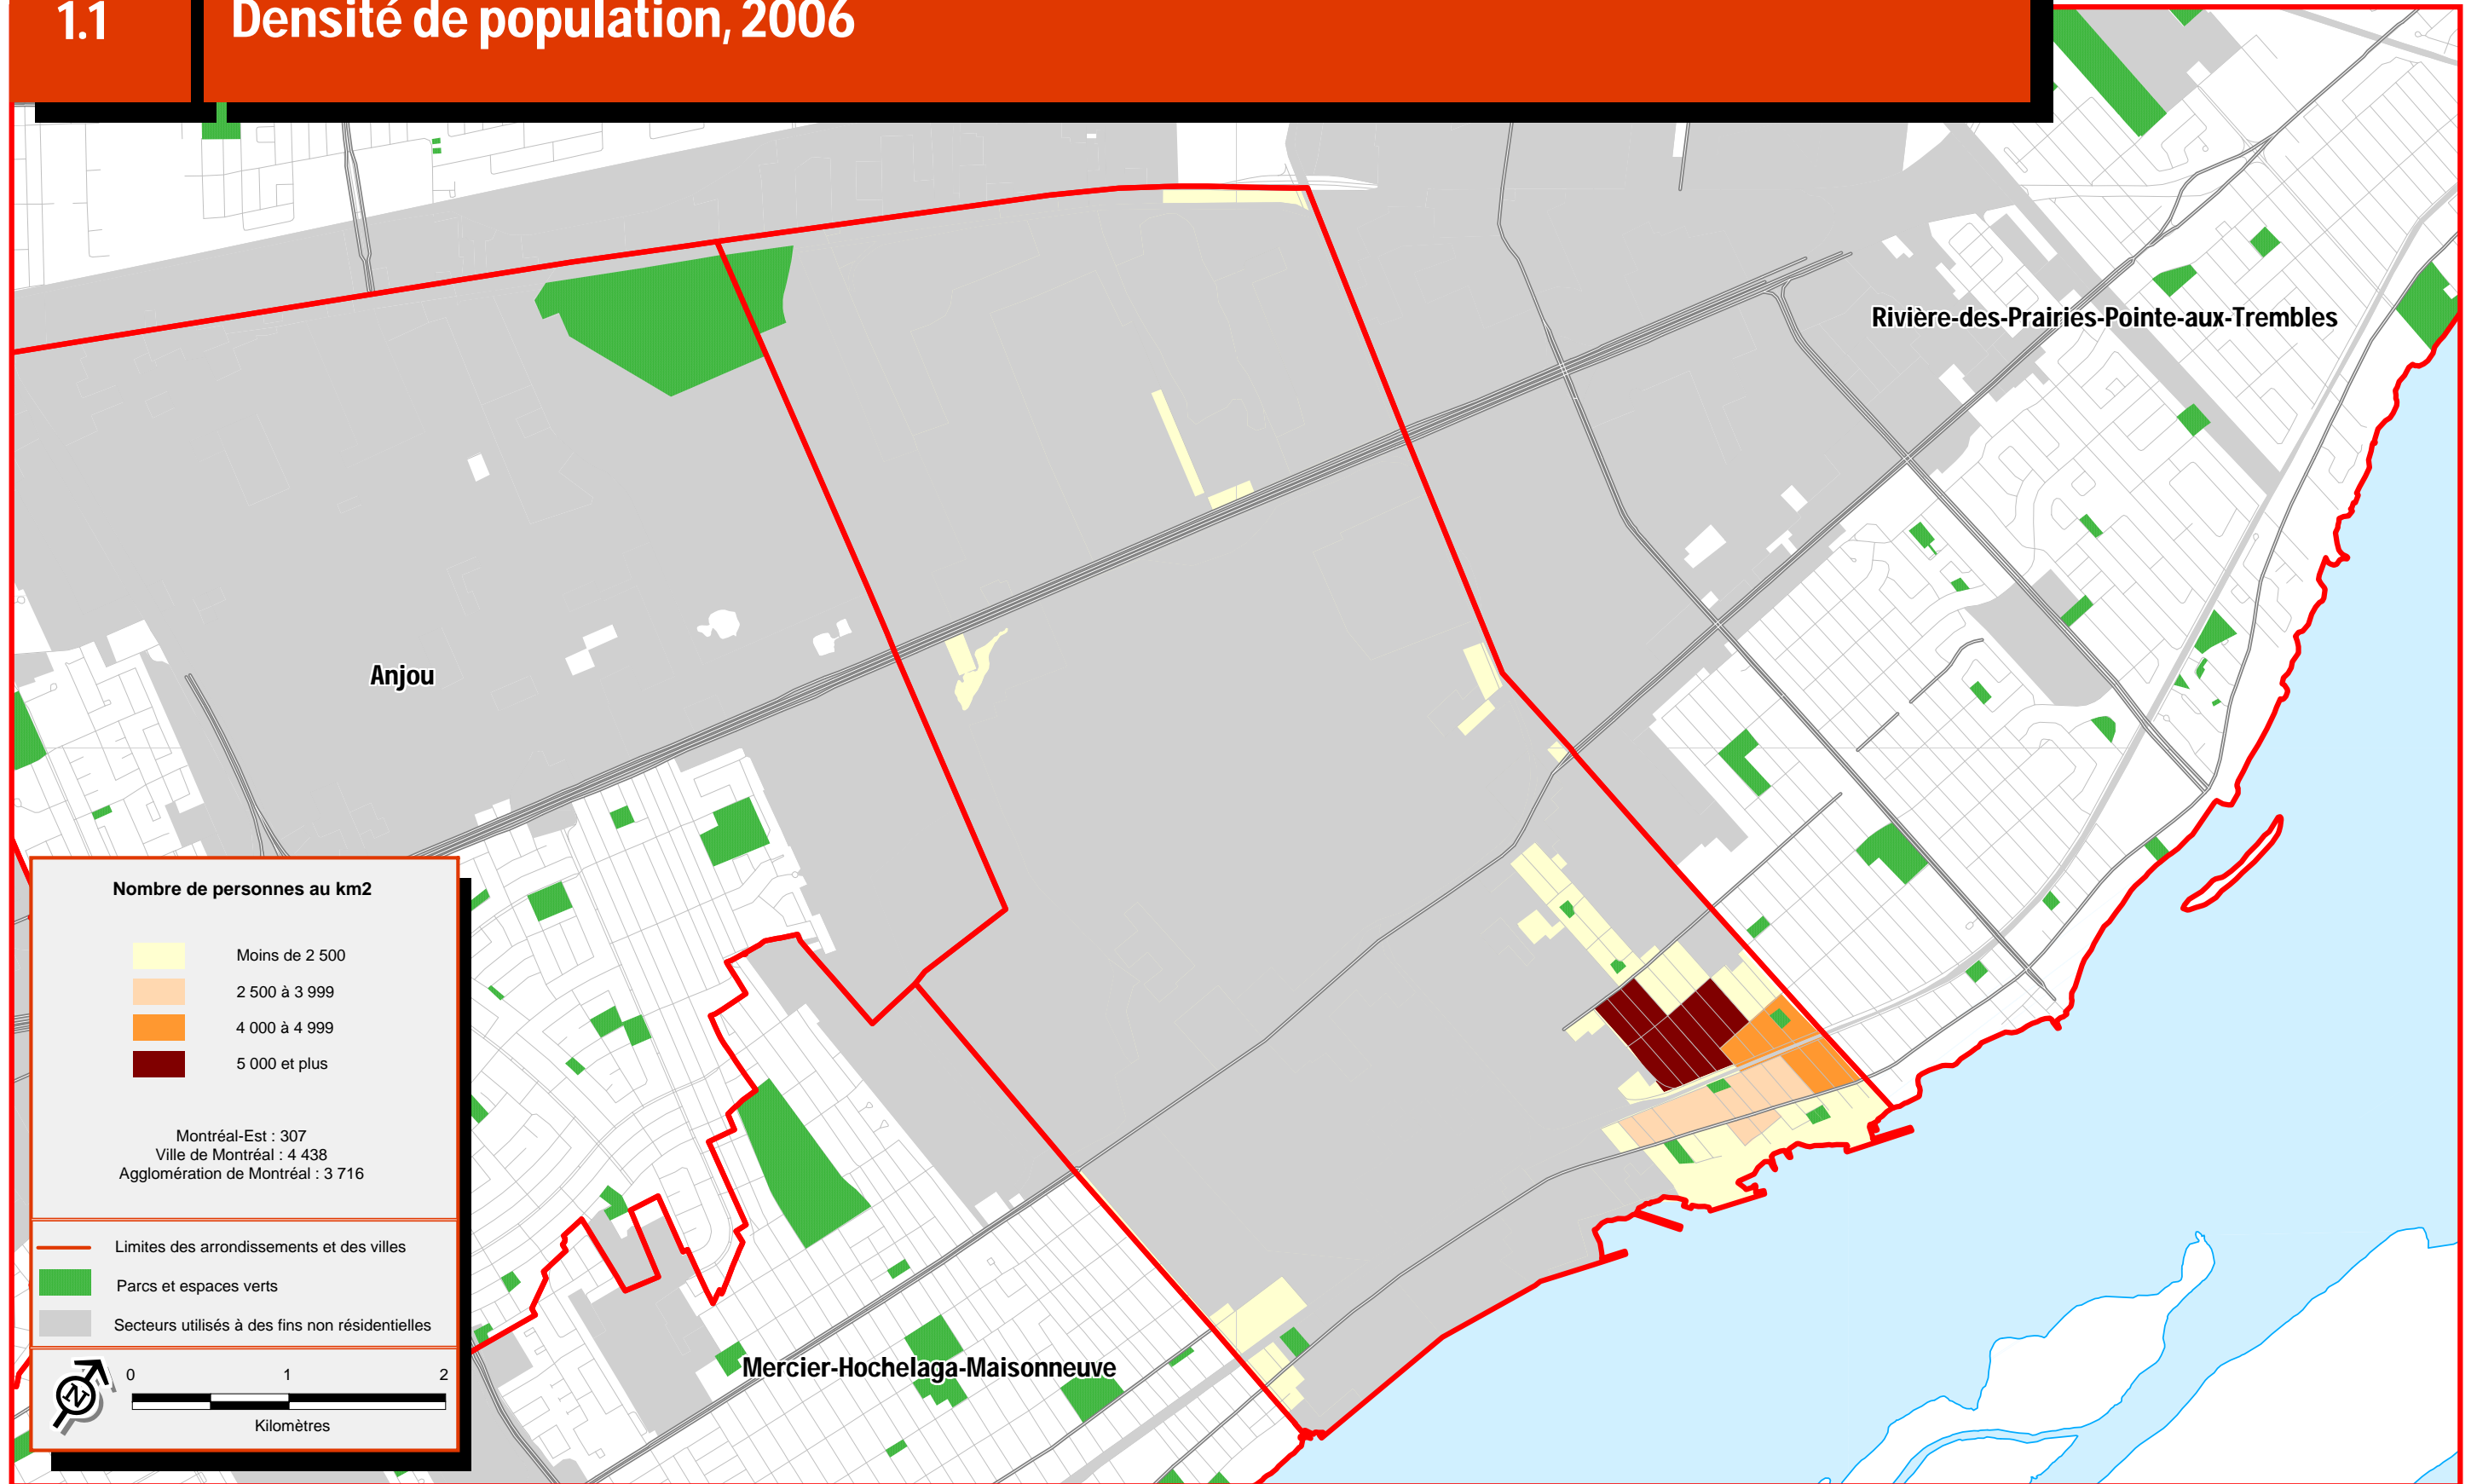 1.1
Densité de population, 2006
Rivière-des-Prairies-Pointe-aux-Trembles
Anjou
Mercier-Hochelaga-Maisonneuve
Nombre de personnes au km2
Moins de 2 500
2 500 à 3 999
4 000 à 4 999
5 000 et plus
Montréal-Est : 307
Ville de Montréal : 4 438
Agglomération de Montréal : 3 716
Limites des arrondissements et des villes
Parcs et espaces verts
Secteurs utilisés à des fins non résidentielles
N
0 1 2
Kilomètres